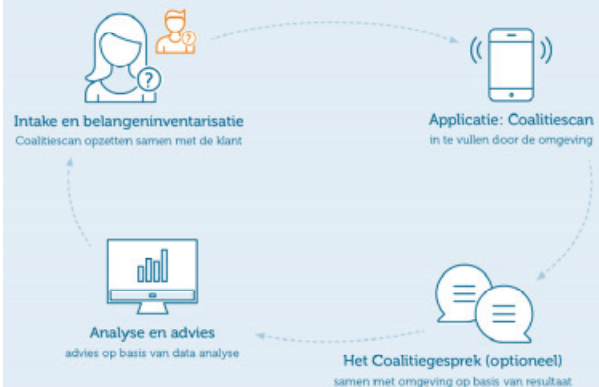 ?
?
Intake en belangeninventarisatie
Coalitiescan opzetten samen met de klant
Applicatie: Coalitiescan
in te vullen door de omgeving
Analyse en advies
advies op basis van data analyse
Het Coalitiegesprek (optioneel)
samen met omgeving op basis van resultaat